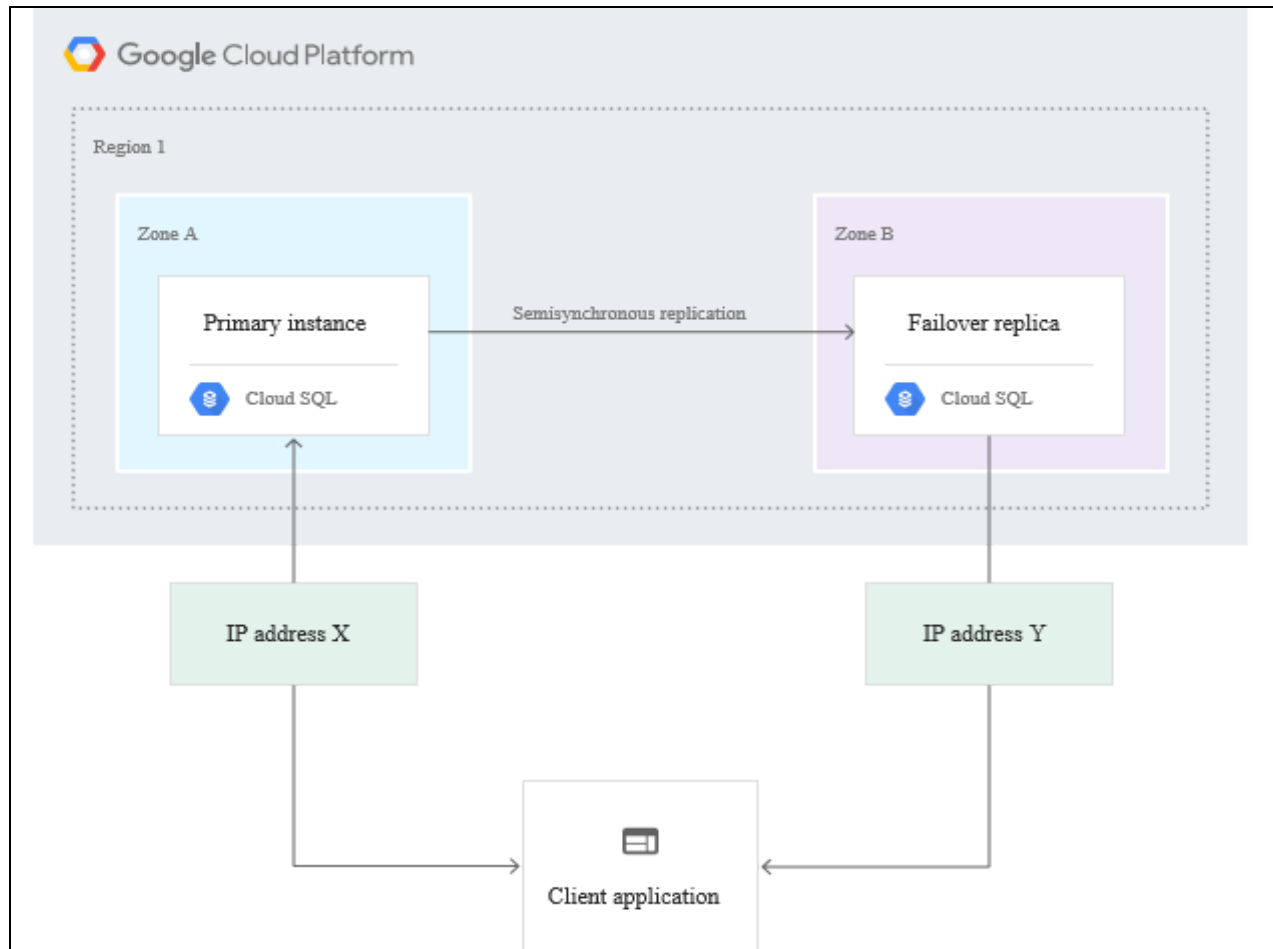 Google Cloud Platform
Region 1
Zone A
Zone B
Primary instance
Semisynchronous replication
Failover replica
Cloud SQL
Cloud SQL
IP address X
IP address Y
Client application